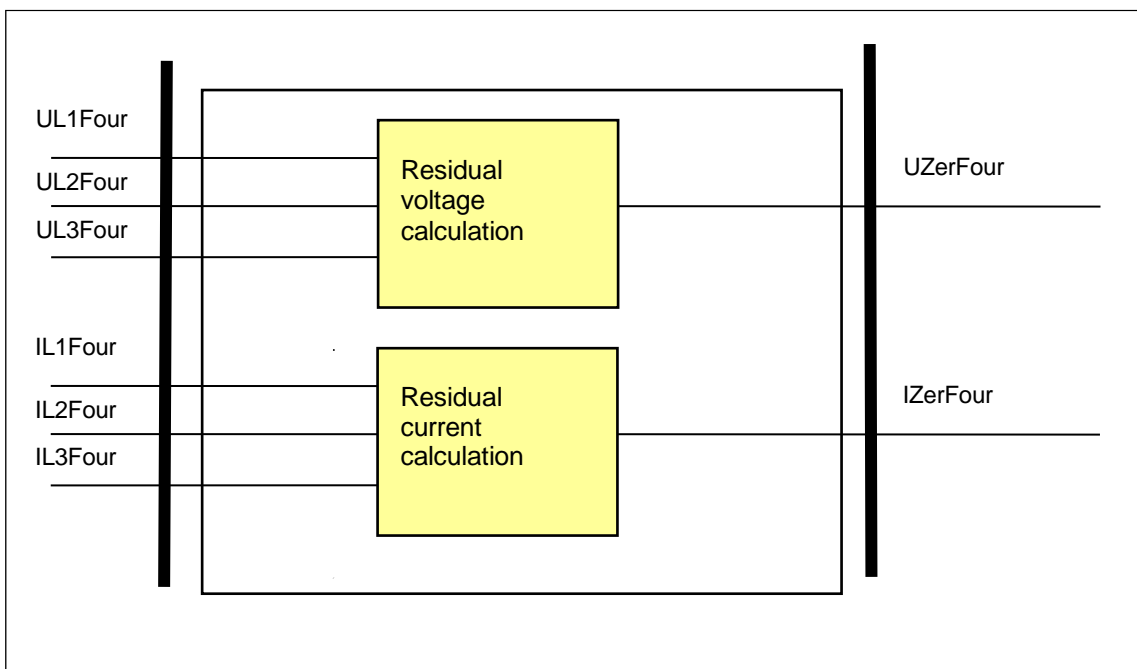 UL1Four
UL2Four
UL3Four
Residual
voltage
calculation
UZerFour
IL1Four
IL2Four
IL3Four
Residual
current
calculation
IZerFour